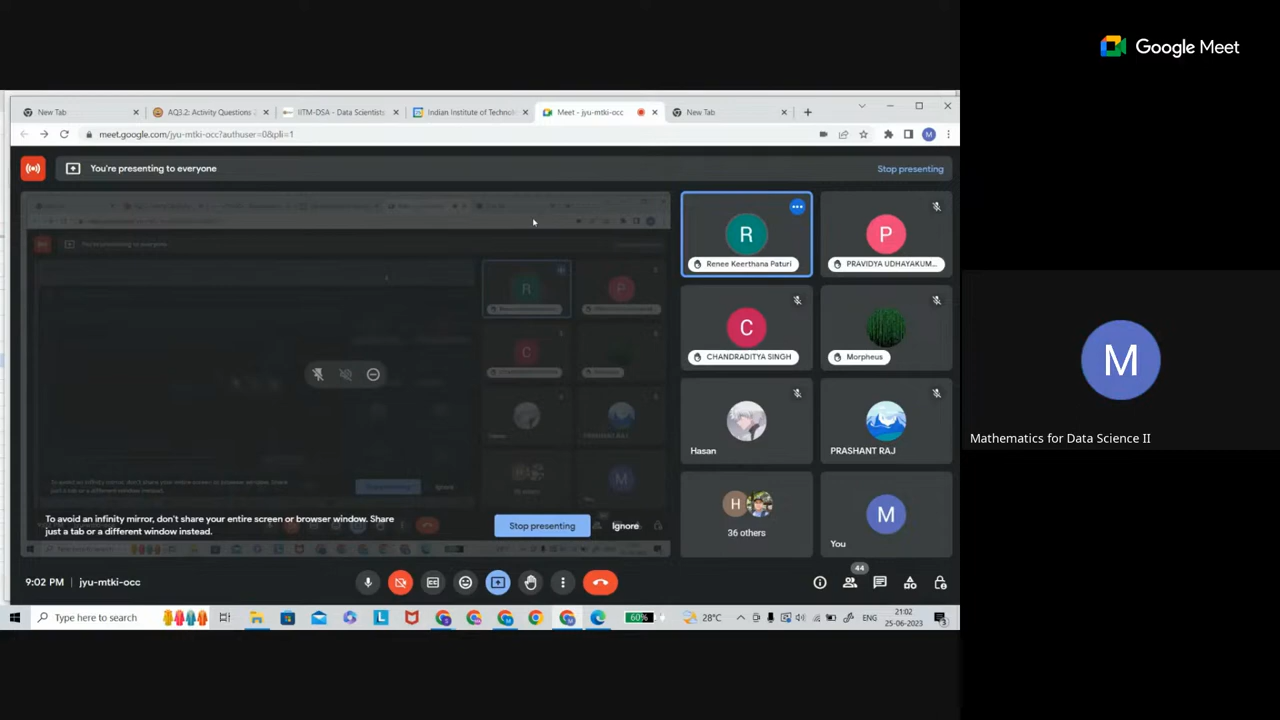 Google Meet
New Tab
AQ3.2: Activity Questions 2
IITM-DSA - Data Scientists
Indian Institute of Technolo
Meet - jyu-mtki-occ
New Tab
meet.google.com/jyu-mtki-occ?authuser=0&pli=1
M
You're presenting to everyone
Stop presenting
R
Renee Keerthana Paturi
P
PRAVIDYA UDHAYAKUM...
C
CHANDRADITYA SINGH
Morpheus
Hasan
PRASHANT RAJ
H
36 others
M
You
To avoid an infinity mirror, don't share your entire screen or browser window. Share
just a tab or a different window instead.
Stop presenting
Ignore
9:02 PM | jyu-mtki-occ
44
Type here to search
60%
28°C
ENG
21:02
25-06-2023
3
M
Mathematics for Data Science II